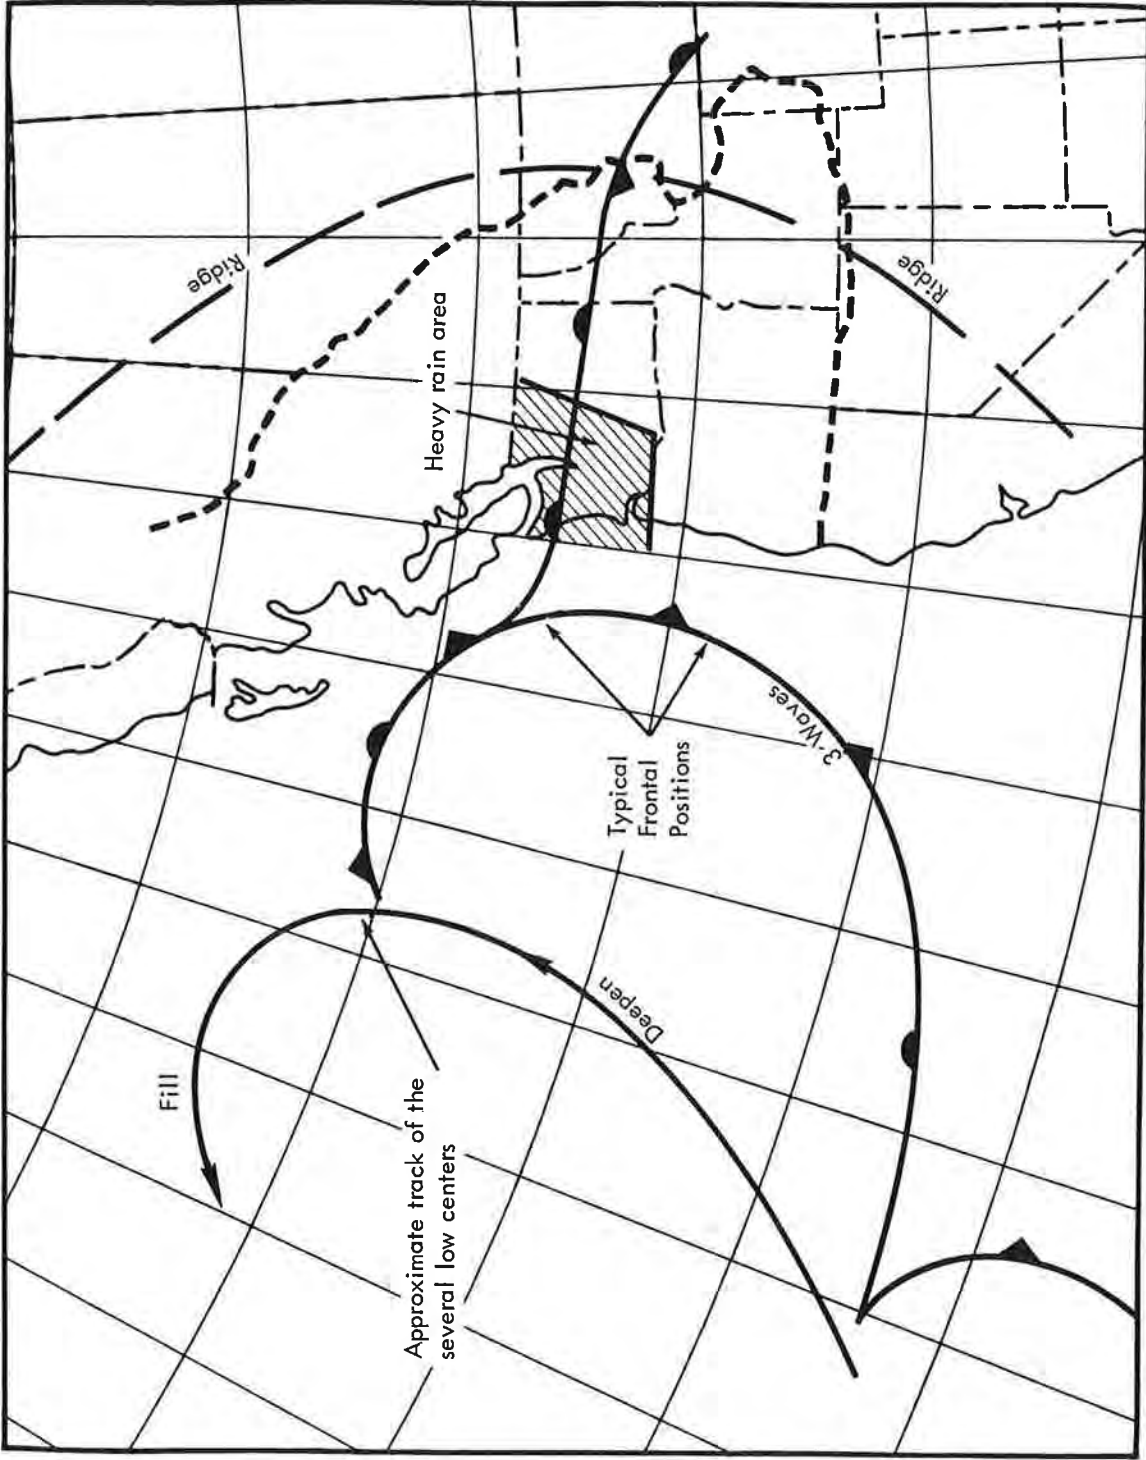 Fill
Approximate track of the
several low centers
Deepen
Typical
Frontal
Positions
3-Waves
Heavy rain area
Ridge
Ridge